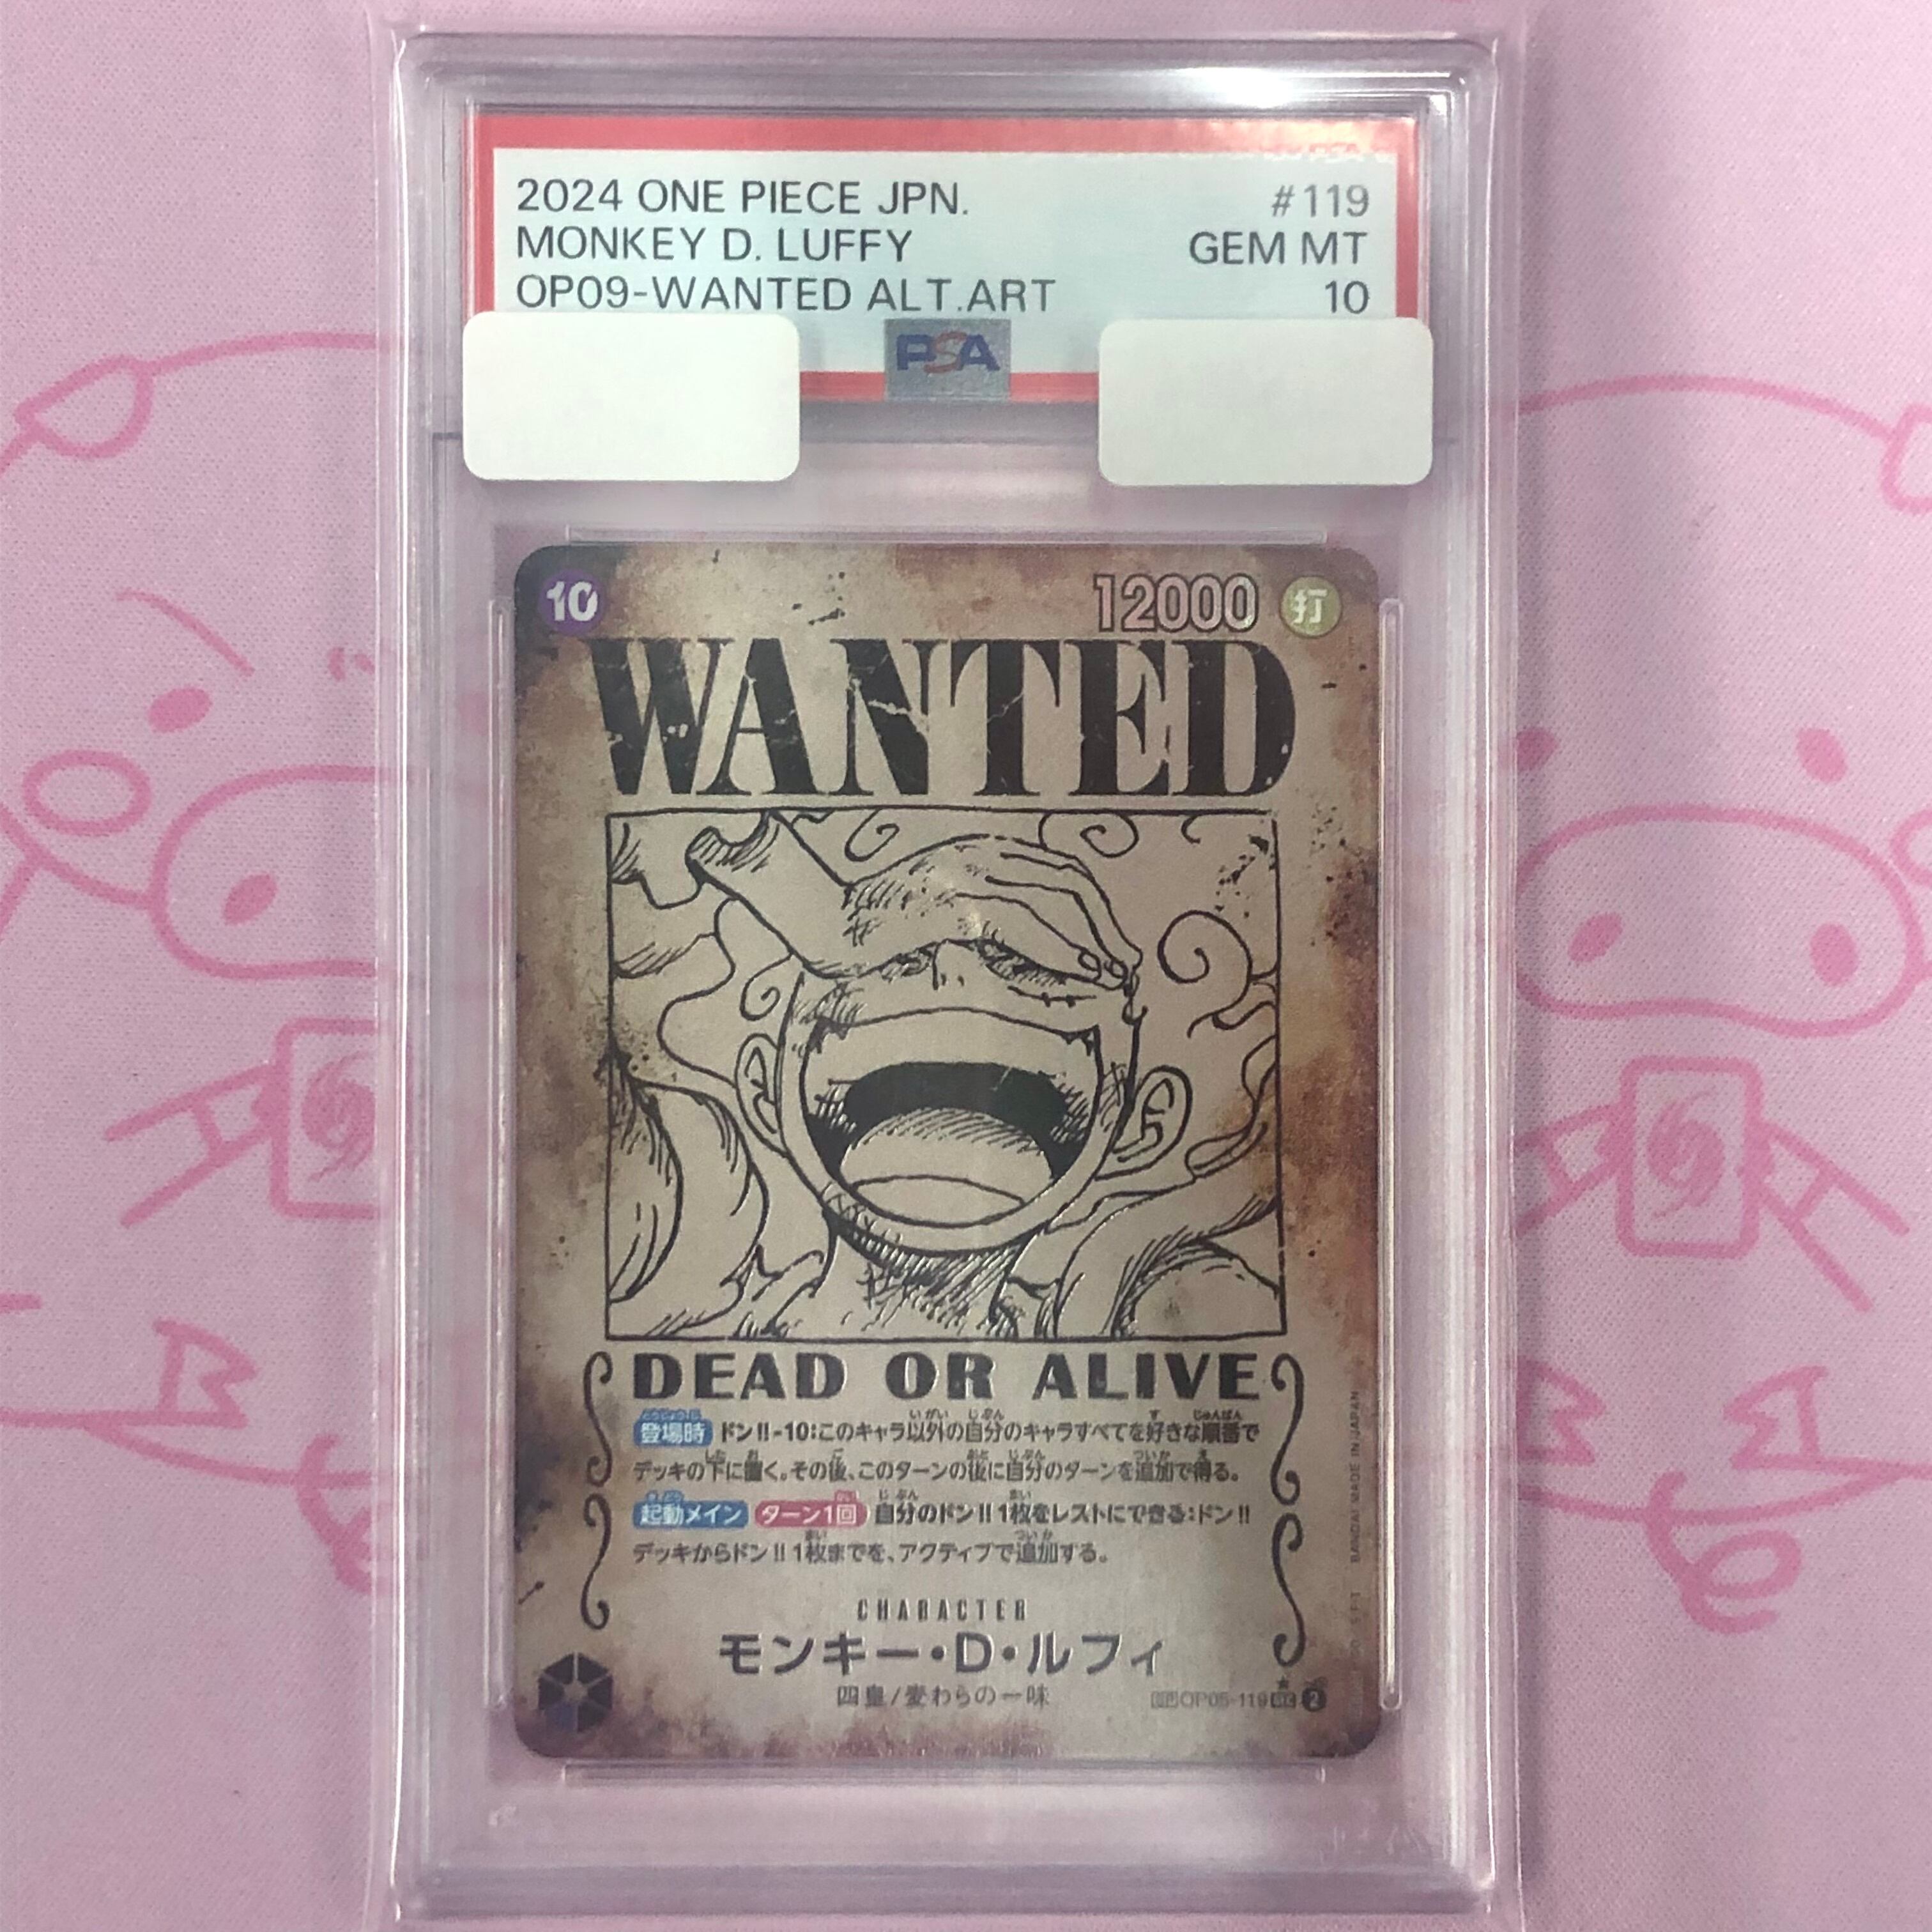 2024 ONE PIECE JPN. #119
MONKEY D. LUFFY GEM MT
OP09-WANTED ALT.ART 10
PSA
10 12000 打
WANTED
DEAD OR ALIVE
登場時 ドン!!-10:このキャラ以外の自分のキャラすべてを好きな順番で
デッキの下に置く。その後、このターンの後に自分のターンを追加で得る。
起動メイン ターン1回 自分のドン!!1枚をレストにできる:ドン!!
デッキからドン!!1枚までを、アクティブで追加する。
CHARACTER
モンキー・D・ルフィ
四皇/麦わらの一味
OP05-119 SEC 2
BANDAI MADE IN JAPAN